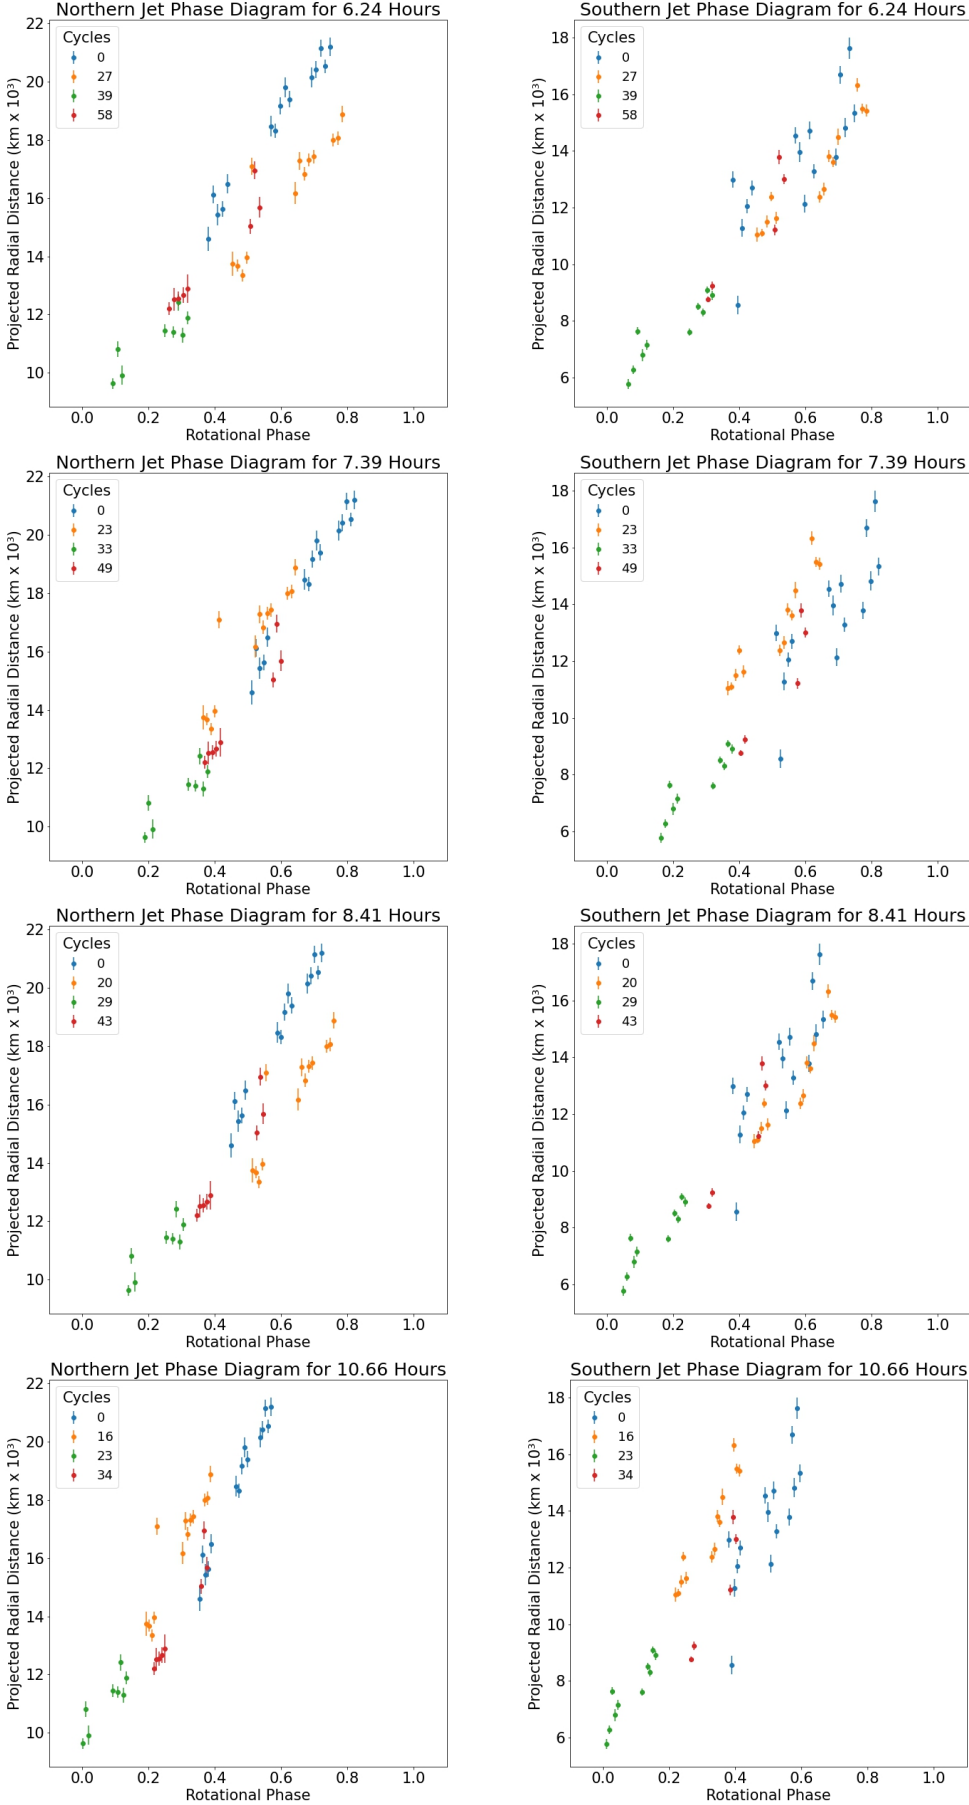 Northern Jet Phase Diagram for 6.24 Hours
Cycles
0
27
39
58
Projected Radial Distance (km x 10³)
22
20
18
16
14
12
10
0.0 0.2 0.4 0.6 0.8 1.0
Rotational Phase
Southern Jet Phase Diagram for 6.24 Hours
Cycles
0
27
39
58
Projected Radial Distance (km x 10³)
18
16
14
12
10
8
6
0.0 0.2 0.4 0.6 0.8 1.0
Rotational Phase
Northern Jet Phase Diagram for 7.39 Hours
Cycles
0
23
33
49
Projected Radial Distance (km x 10³)
22
20
18
16
14
12
10
0.0 0.2 0.4 0.6 0.8 1.0
Rotational Phase
Southern Jet Phase Diagram for 7.39 Hours
Cycles
0
23
33
49
Projected Radial Distance (km x 10³)
18
16
14
12
10
8
6
0.0 0.2 0.4 0.6 0.8 1.0
Rotational Phase
Northern Jet Phase Diagram for 8.41 Hours
Cycles
0
20
29
43
Projected Radial Distance (km x 10³)
22
20
18
16
14
12
10
0.0 0.2 0.4 0.6 0.8 1.0
Rotational Phase
Southern Jet Phase Diagram for 8.41 Hours
Cycles
0
20
29
43
Projected Radial Distance (km x 10³)
18
16
14
12
10
8
6
0.0 0.2 0.4 0.6 0.8 1.0
Rotational Phase
Northern Jet Phase Diagram for 10.66 Hours
Cycles
0
16
23
34
Projected Radial Distance (km x 10³)
22
20
18
16
14
12
10
0.0 0.2 0.4 0.6 0.8 1.0
Rotational Phase
Southern Jet Phase Diagram for 10.66 Hours
Cycles
0
16
23
34
Projected Radial Distance (km x 10³)
18
16
14
12
10
8
6
0.0 0.2 0.4 0.6 0.8 1.0
Rotational Phase